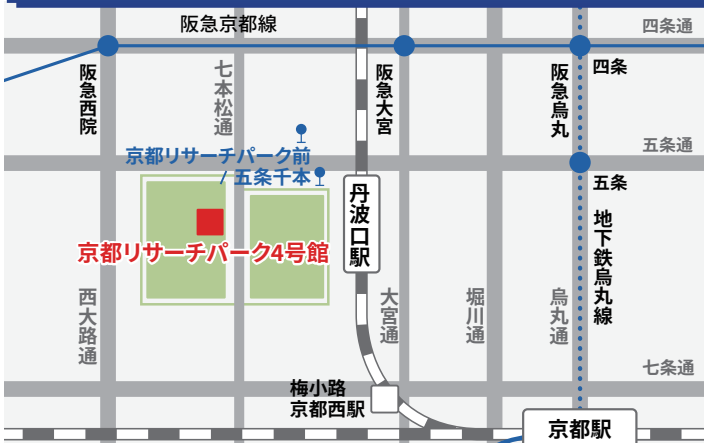 阪急京都線
四条通
阪急西院
七本松通
阪急大宮
阪急烏丸
四条
五条通
京都リサーチパーク前
/ 五条千本
五条
丹波口駅
地下鉄烏丸線
京都リサーチパーク4号館
西大路通
大宮通
堀川通
烏丸通
七条通
梅小路
京都西駅
京都駅